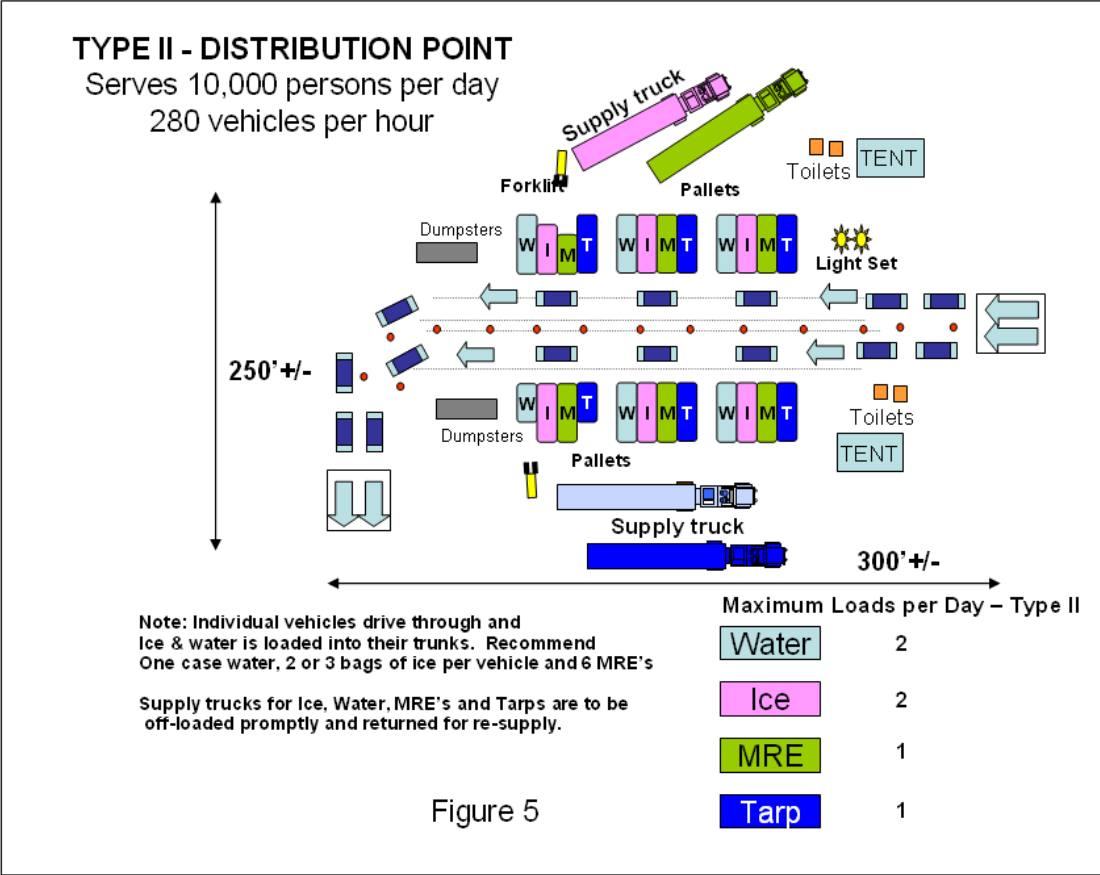 TYPE II - DISTRIBUTION POINT
Serves 10,000 persons per day
280 vehicles per hour
Supply truck
Forklift
Pallets
Toilets
TENT
Dumpsters
W I M T
W I M T
W I M T
Light Set
250'+/-
W I M T
W I M T
W I M T
Dumpsters
Toilets
TENT
Pallets
Supply truck
300'+/-
Note: Individual vehicles drive through and
Ice & water is loaded into their trunks. Recommend
One case water, 2 or 3 bags of ice per vehicle and 6 MRE's
Supply trucks for Ice, Water, MRE's and Tarps are to be
off-loaded promptly and returned for re-supply.
Maximum Loads per Day – Type II
Water 2
Ice 2
MRE 1
Tarp 1
Figure 5